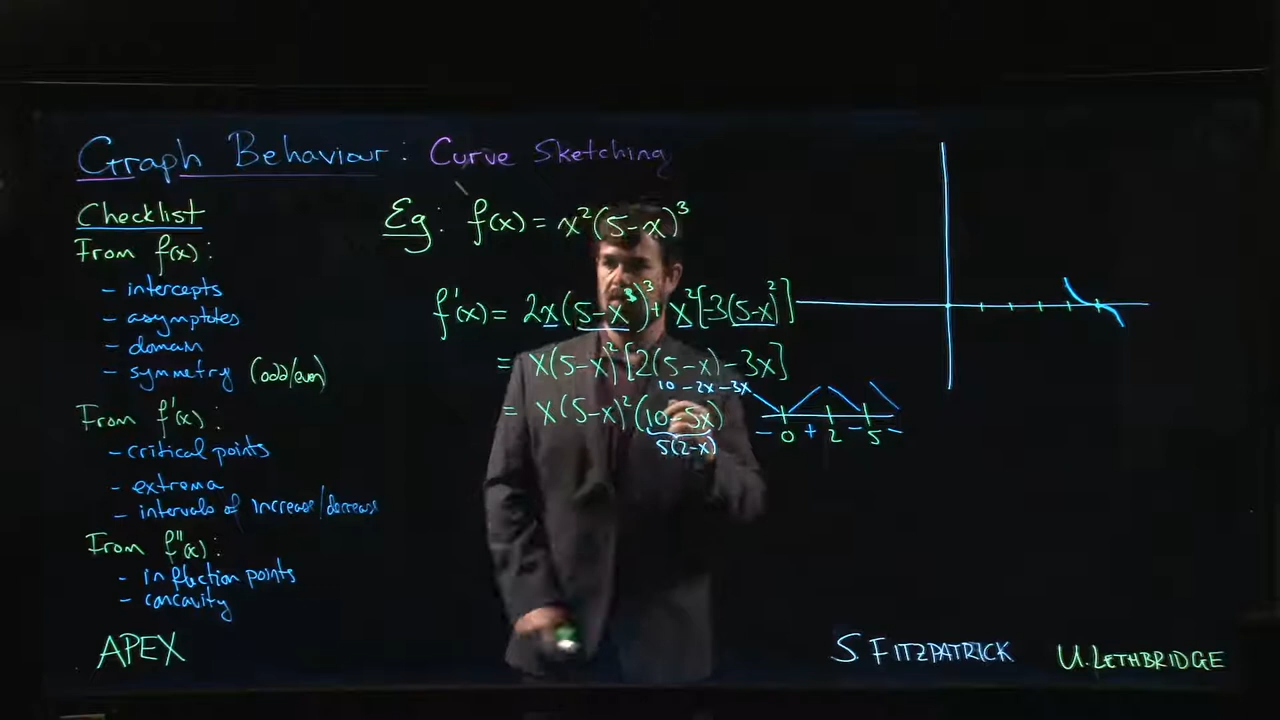 Graph Behaviour: Curve Sketching
Checklist
From f(x):
- intercepts
- asymptotes
- domain
- symmetry (odd/even)
From f'(x):
- critical points
- extrema
- intervals of increase/decrease
From f''(x):
- inflection points
- concavity
APEX
Eg: f(x) = x²(5-x)³
f'(x) = 2x(5-x)³ + x²[-3(5-x)²]
= x(5-x)²[2(5-x)-3x]
10 -2x -3x
= x(5-x)²(10-5x)
5(2-x)
- 0 + 2 - 5 -
S. FITZPATRICK
U. LETHBRIDGE